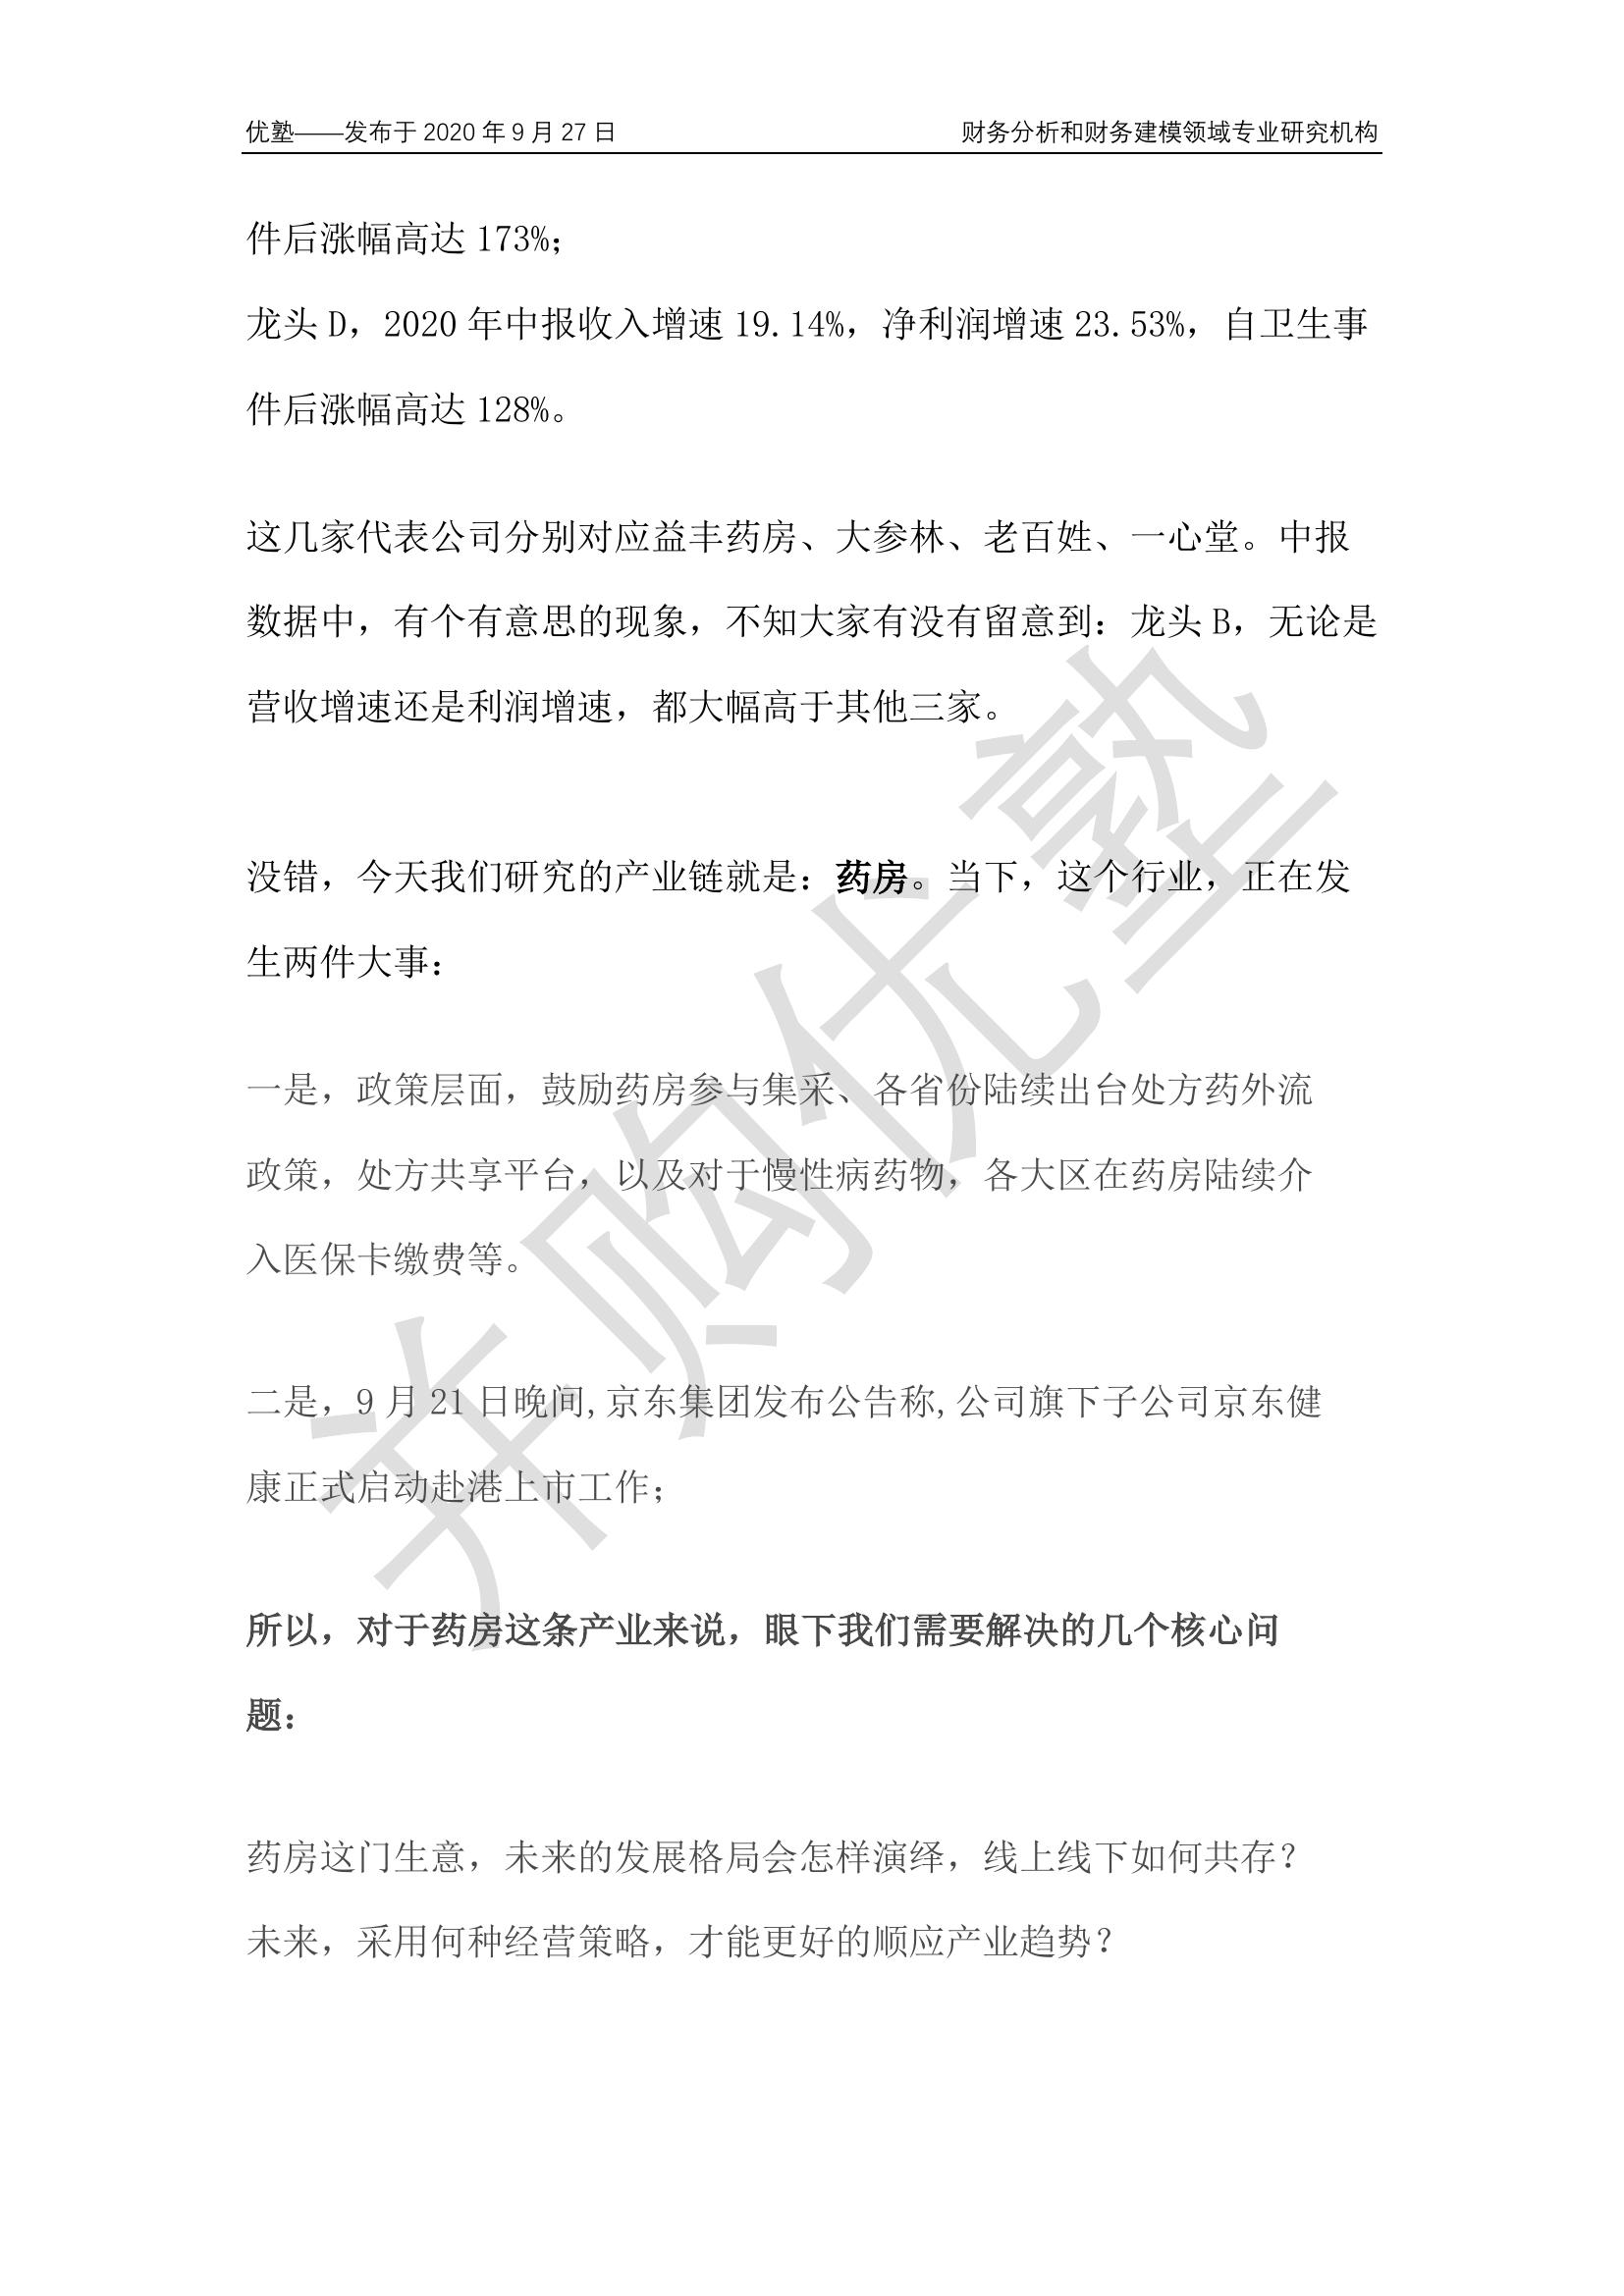 优塾——发布于 2020 年 9 月 27 日 财务分析和财务建模领域专业研究机构
件后涨幅高达 173%；
龙头 D，2020 年中报收入增速 19.14%，净利润增速 23.53%，自卫生事
件后涨幅高达 128%。
这几家代表公司分别对应益丰药房、大参林、老百姓、一心堂。中报
数据中，有个有意思的现象，不知大家有没有留意到：龙头 B，无论是
营收增速还是利润增速，都大幅高于其他三家。
没错，今天我们研究的产业链就是：药房。当下，这个行业，正在发
生两件大事：
一是，政策层面，鼓励药房参与集采、各省份陆续出台处方药外流
政策，处方共享平台，以及对于慢性病药物，各大区在药房陆续介
入医保卡缴费等。
二是，9 月 21 日晚间,京东集团发布公告称,公司旗下子公司京东健
康正式启动赴港上市工作；
所以，对于药房这条产业来说，眼下我们需要解决的几个核心问
题：
药房这门生意，未来的发展格局会怎样演绎，线上线下如何共存？
未来，采用何种经营策略，才能更好的顺应产业趋势？
并购优塾